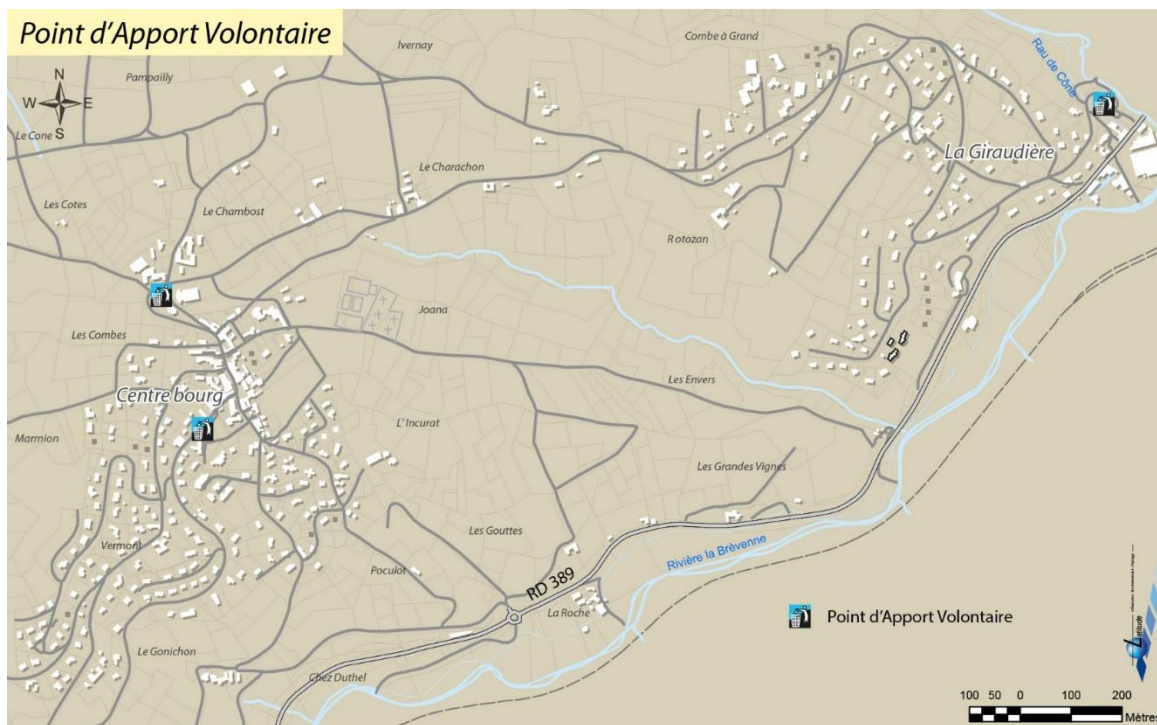 Point d'Apport Volontaire
N
W E
S
Pampailly
Ivernay
Combe à Grand
Rau de Cône
Le Cone
La Giraudière
Le Charachon
Les Cotes
Le Chambost
Rotozan
Joana
Les Combes
Les Envers
Centre bourg
L'Incurat
Marmion
Les Grandes Vignes
Les Gouttes
Vermont
Rivière la Brèvenne
Poculot
RD 389
La Roche
Point d'Apport Volontaire
Le Gonichon
Chez Duthel
Latitude
100 50 0 100 200
Mètres